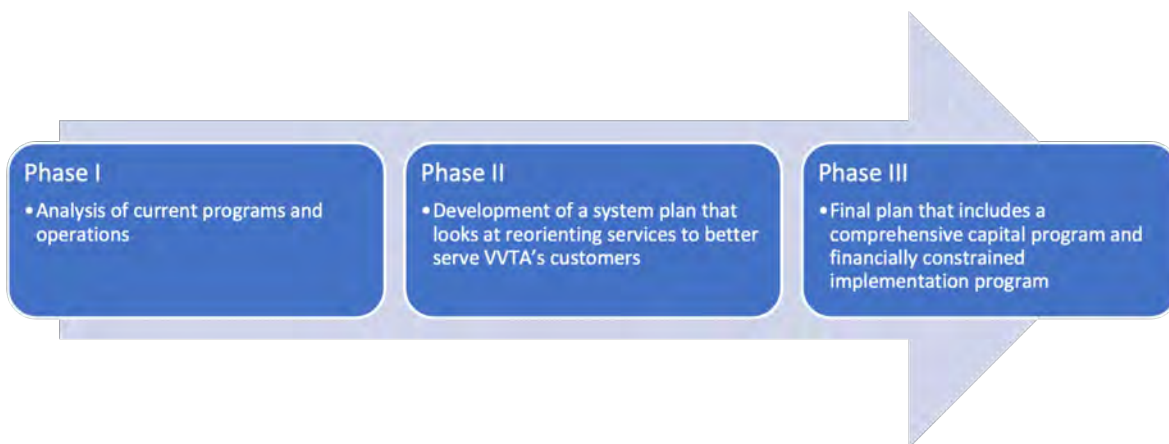 Phase I
•Analysis of current programs and
operations
Phase II
•Development of a system plan that
looks at reorienting services to better
serve VVTA's customers
Phase III
•Final plan that includes a
comprehensive capital program and
financially constrained
implementation program